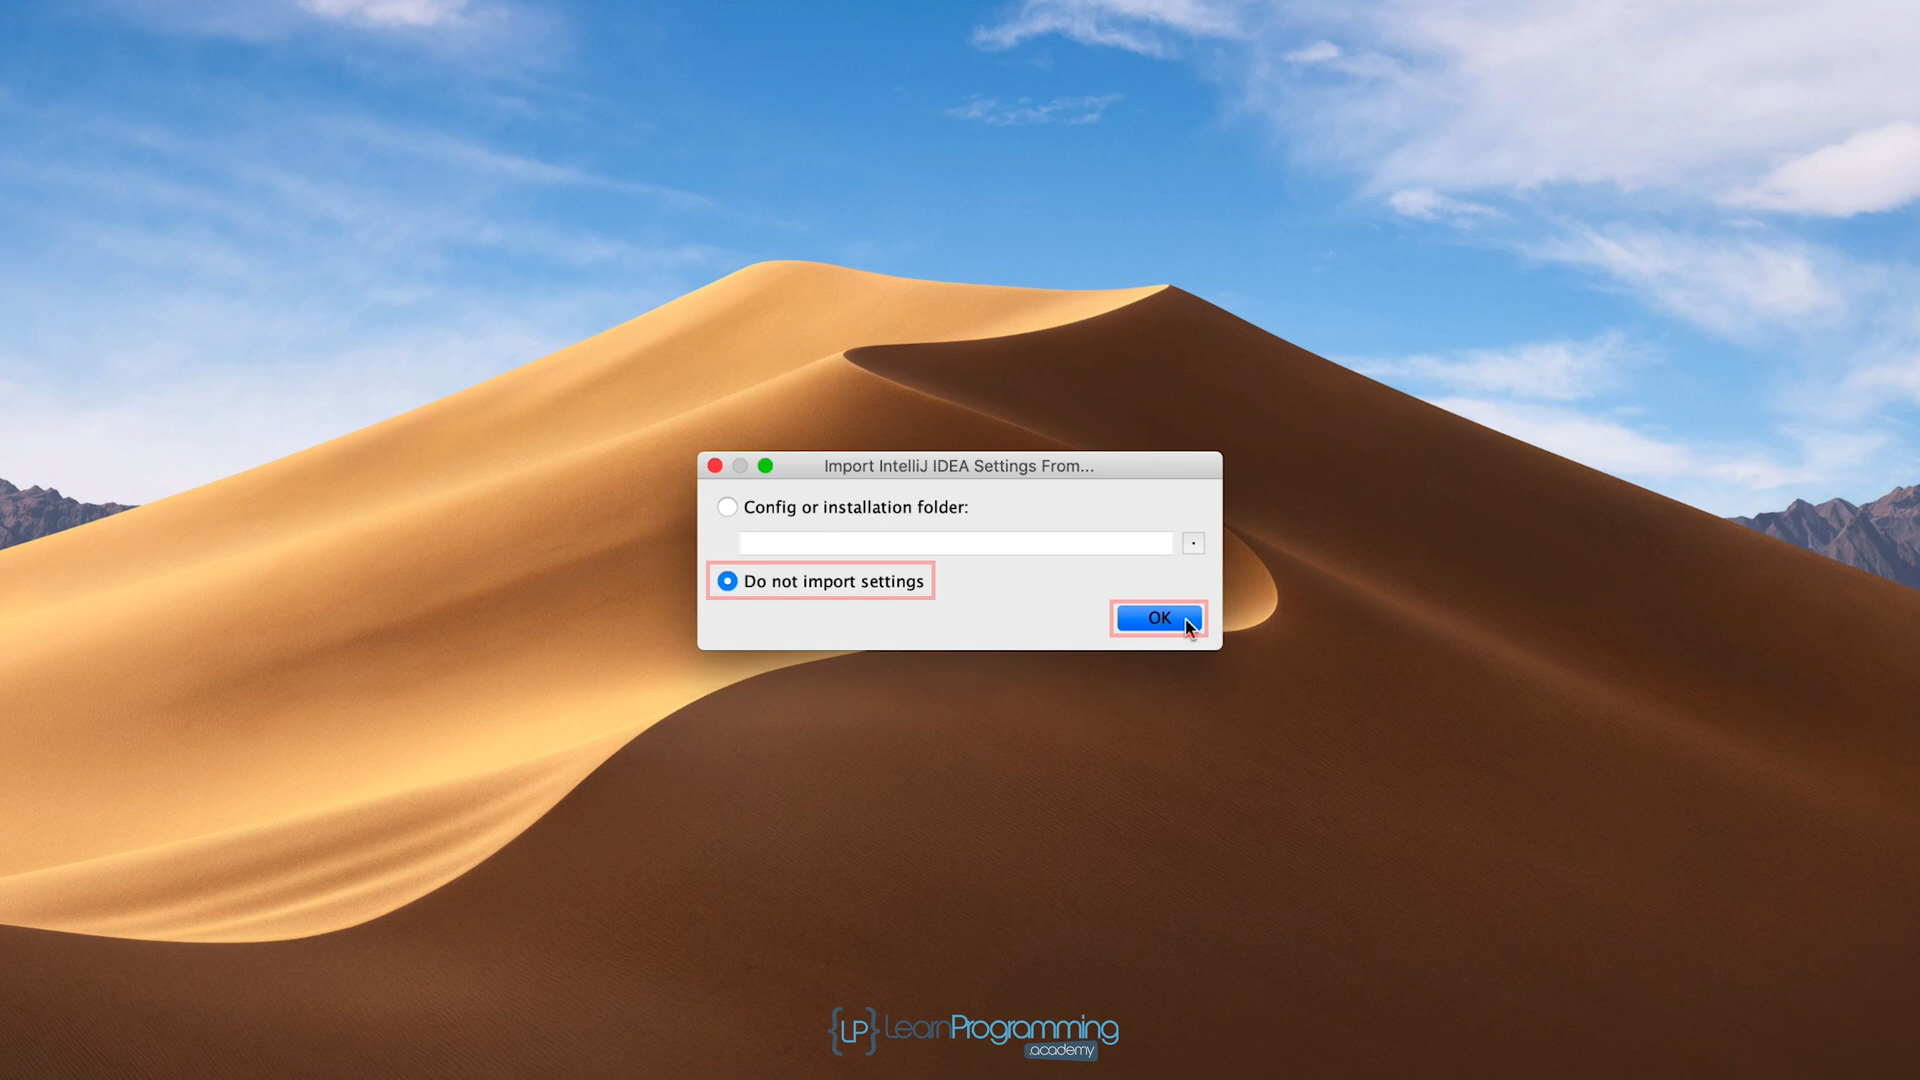 Import IntelliJ IDEA Settings From...
Config or installation folder:
Do not import settings
OK
{LP} LearnProgramming
.academy